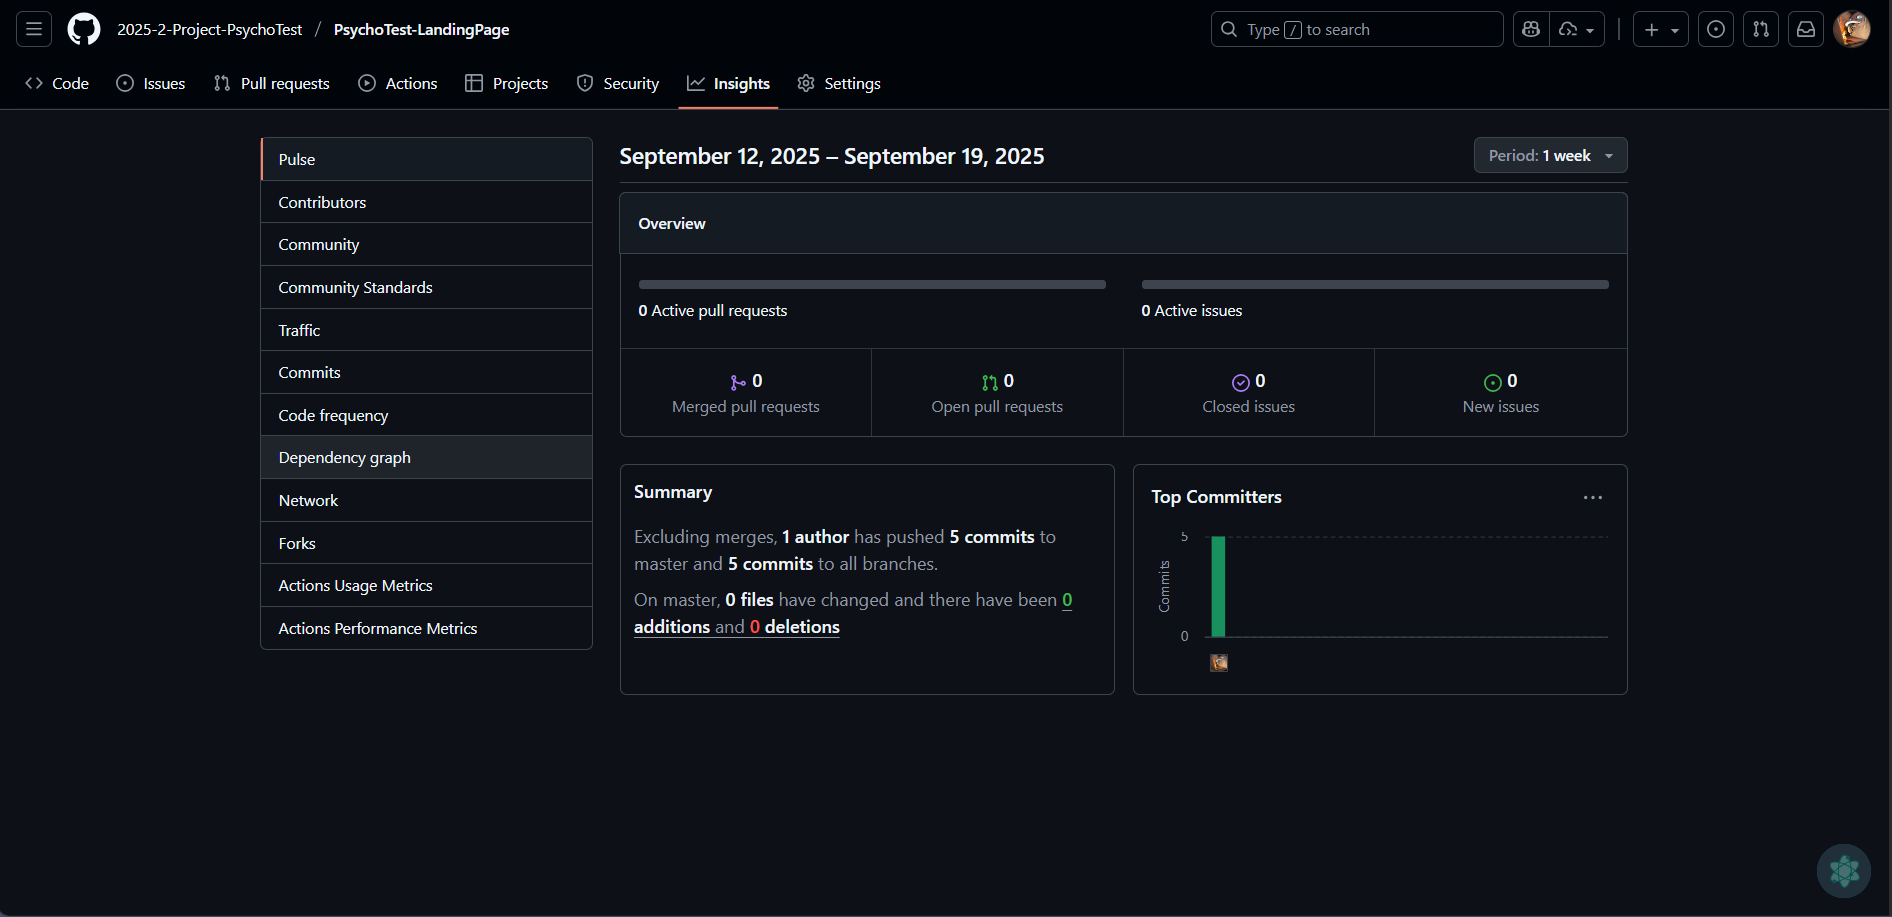 2025-2-Project-PsychoTest / PsychoTest-LandingPage
Type / to search
Code
Issues
Pull requests
Actions
Projects
Security
Insights
Settings
Pulse
Contributors
Community
Community Standards
Traffic
Commits
Code frequency
Dependency graph
Network
Forks
Actions Usage Metrics
Actions Performance Metrics
September 12, 2025 – September 19, 2025
Period: 1 week
Overview
0 Active pull requests
0 Active issues
0
Merged pull requests
0
Open pull requests
0
Closed issues
0
New issues
Summary
Excluding merges, 1 author has pushed 5 commits to
master and 5 commits to all branches.
On master, 0 files have changed and there have been 0
additions and 0 deletions
Top Committers
5
Commits
0